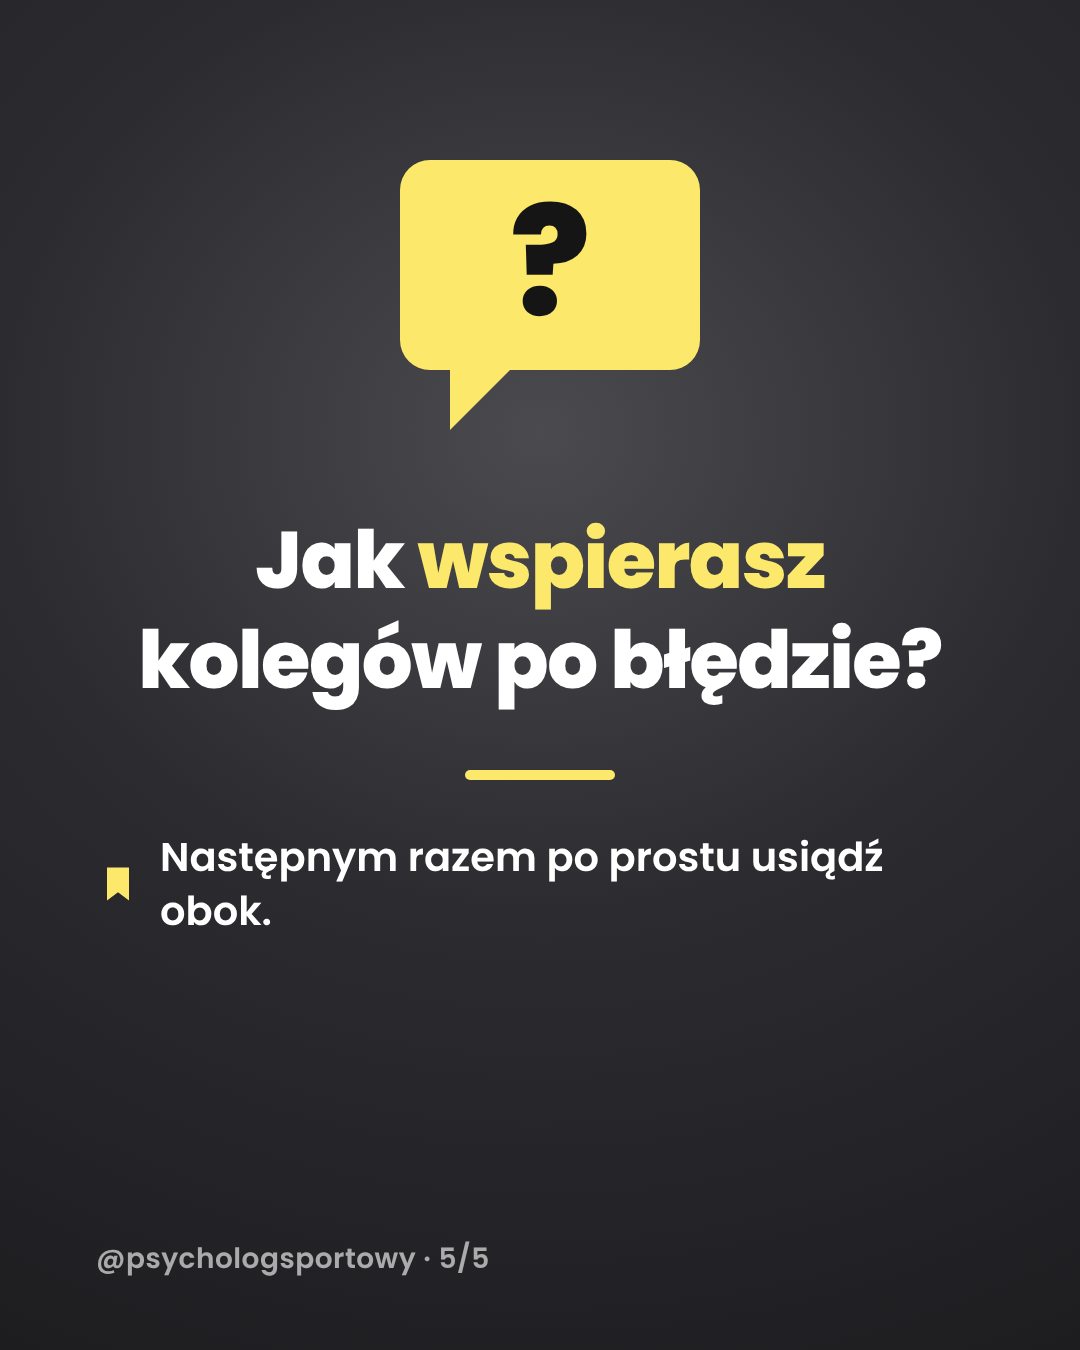 ?
Jak wspierasz
kolegów po błędzie?
Następnym razem po prostu usiądź
obok.
@psychologsportowy · 5/5